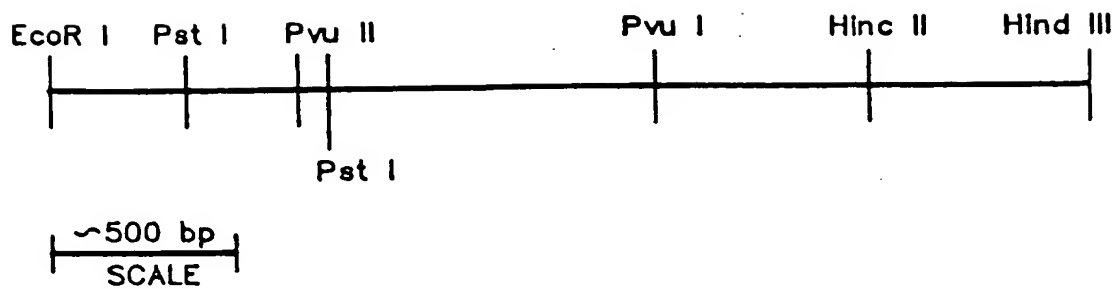 EcoR I Pst I Pvu II Pvu I Hinc II Hind III
Pst I
~500 bp
SCALE